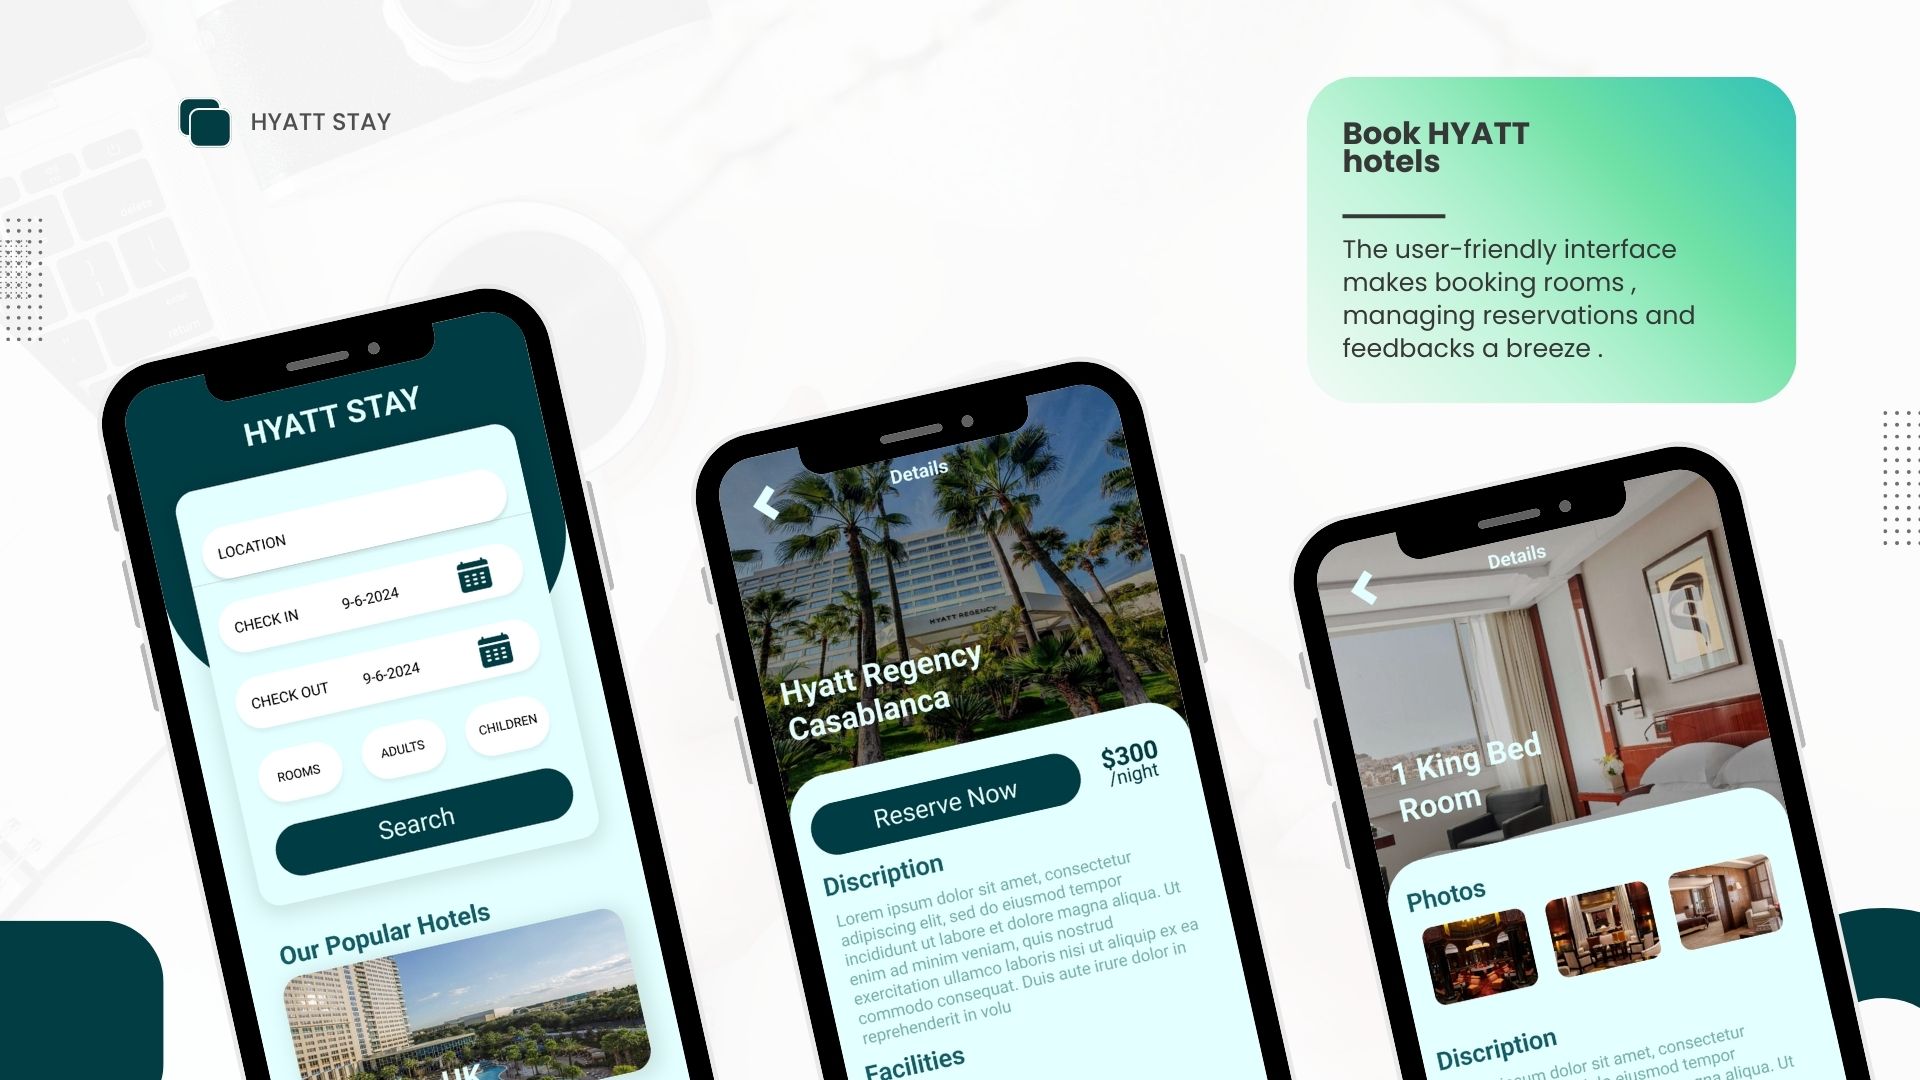 HYATT STAY
Book HYATT
hotels
The user-friendly interface
makes booking rooms ,
managing reservations and
feedbacks a breeze .
HYATT STAY
LOCATION
CHECK IN 9-6-2024
CHECK OUT 9-6-2024
ROOMS ADULTS CHILDREN
Search
Our Popular Hotels
UK
Details
HYATT REGENCY
Hyatt Regency
Casablanca
Reserve Now
$300
/night
Discription
Lorem ipsum dolor sit amet, consectetur
adipiscing elit, sed do eiusmod tempor
incididunt ut labore et dolore magna aliqua. Ut
enim ad minim veniam, quis nostrud
exercitation ullamco laboris nisi ut aliquip ex ea
commodo consequat. Duis aute irure dolor in
reprehenderit in volu
Facilities
Details
1 King Bed
Room
Photos
Discription
dolor sit amet, consectetur
eiusmod tempor
aliqua. Ut
delete
return